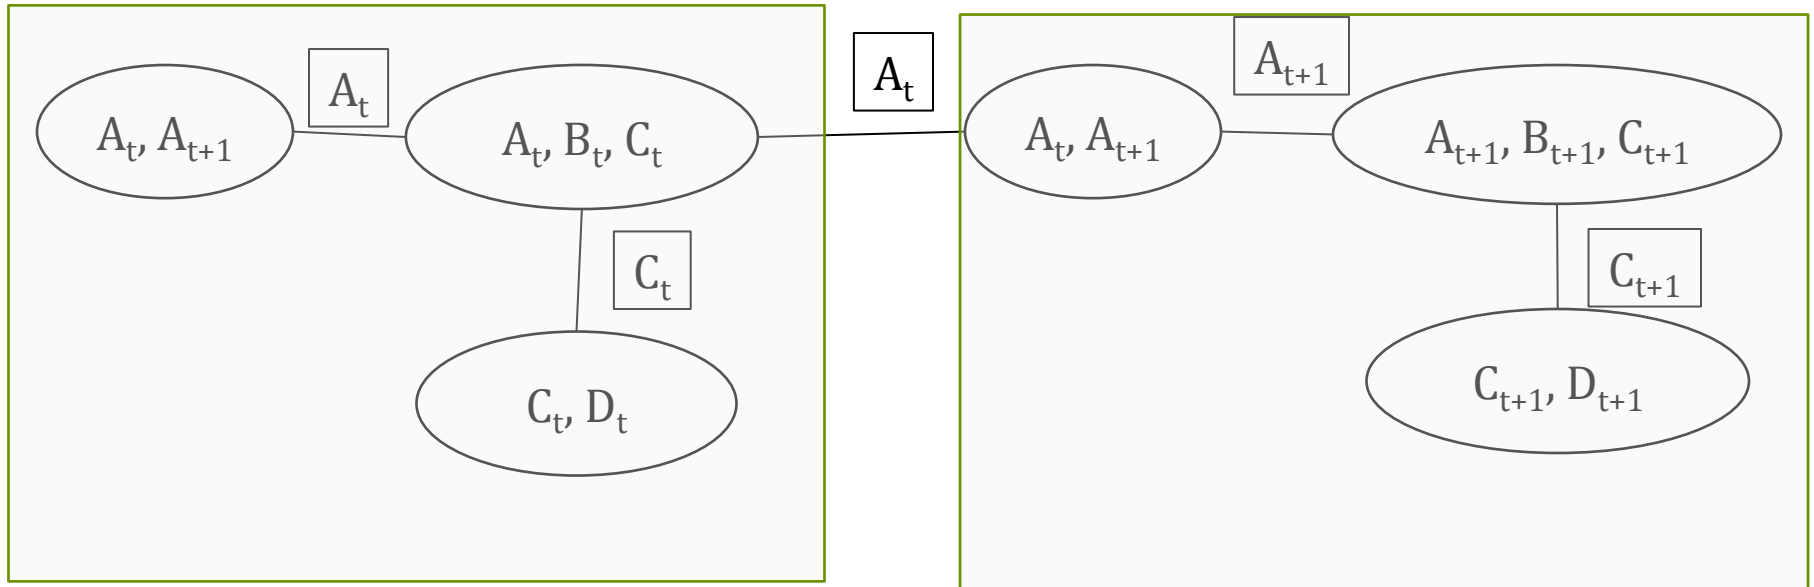 A_t, A_{t+1}
A_t
A_t, B_t, C_t
C_t
C_t, D_t
A_t
A_t, A_{t+1}
A_{t+1}
A_{t+1}, B_{t+1}, C_{t+1}
C_{t+1}
C_{t+1}, D_{t+1}